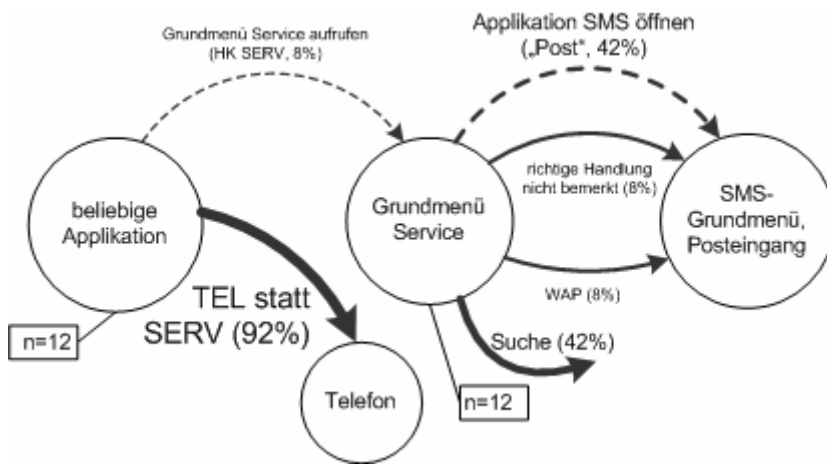 Grundmenü Service aufrufen
(HK SERV, 8%)
Applikation SMS öffnen
(„Post“, 42%)
beliebige
Applikation
Grundmenü
Service
richtige Handlung
nicht bemerkt (8%)
SMS-
Grundmenü,
Posteingang
TEL statt
SERV (92%)
WAP (8%)
Suche (42%)
n=12
Telefon
n=12